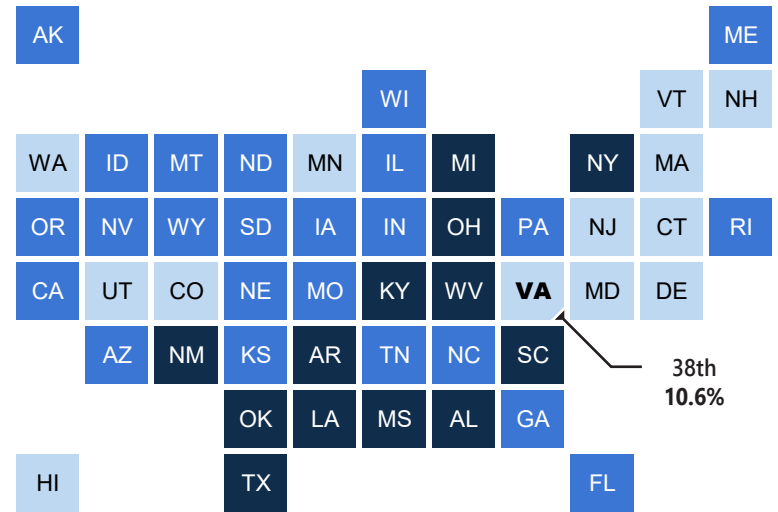 AK ME
WI VT NH
WA ID MT ND MN IL MI NY MA
OR NV WY SD IA IN OH PA NJ CT RI
CA UT CO NE MO KY WV VA MD DE
AZ NM KS AR TN NC SC
38th
10.6%
OK LA MS AL GA
HI TX FL